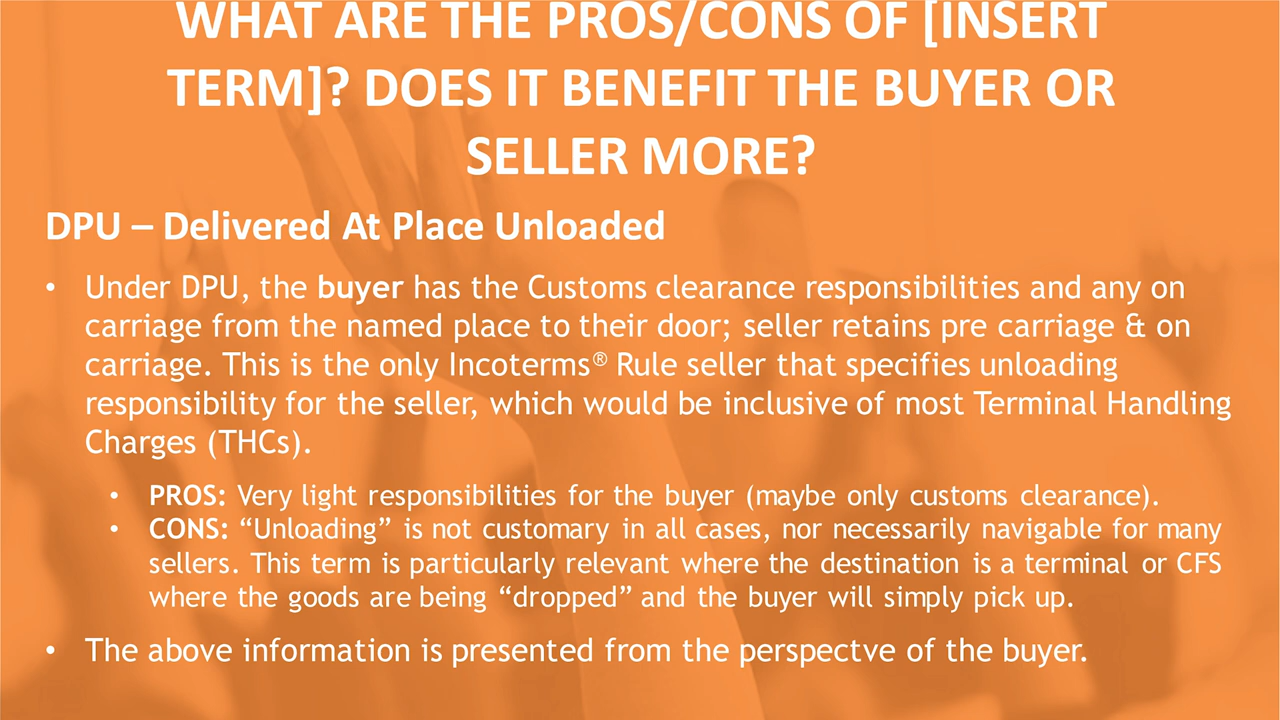 WHAT ARE THE PROS/CONS OF [INSERT
TERM]? DOES IT BENEFIT THE BUYER OR
SELLER MORE?
DPU – Delivered At Place Unloaded
• Under DPU, the buyer has the Customs clearance responsibilities and any on
carriage from the named place to their door; seller retains pre carriage & on
carriage. This is the only Incoterms® Rule seller that specifies unloading
responsibility for the seller, which would be inclusive of most Terminal Handling
Charges (THCs).
• PROS: Very light responsibilities for the buyer (maybe only customs clearance).
• CONS: “Unloading” is not customary in all cases, nor necessarily navigable for many
sellers. This term is particularly relevant where the destination is a terminal or CFS
where the goods are being “dropped” and the buyer will simply pick up.
• The above information is presented from the perspectve of the buyer.